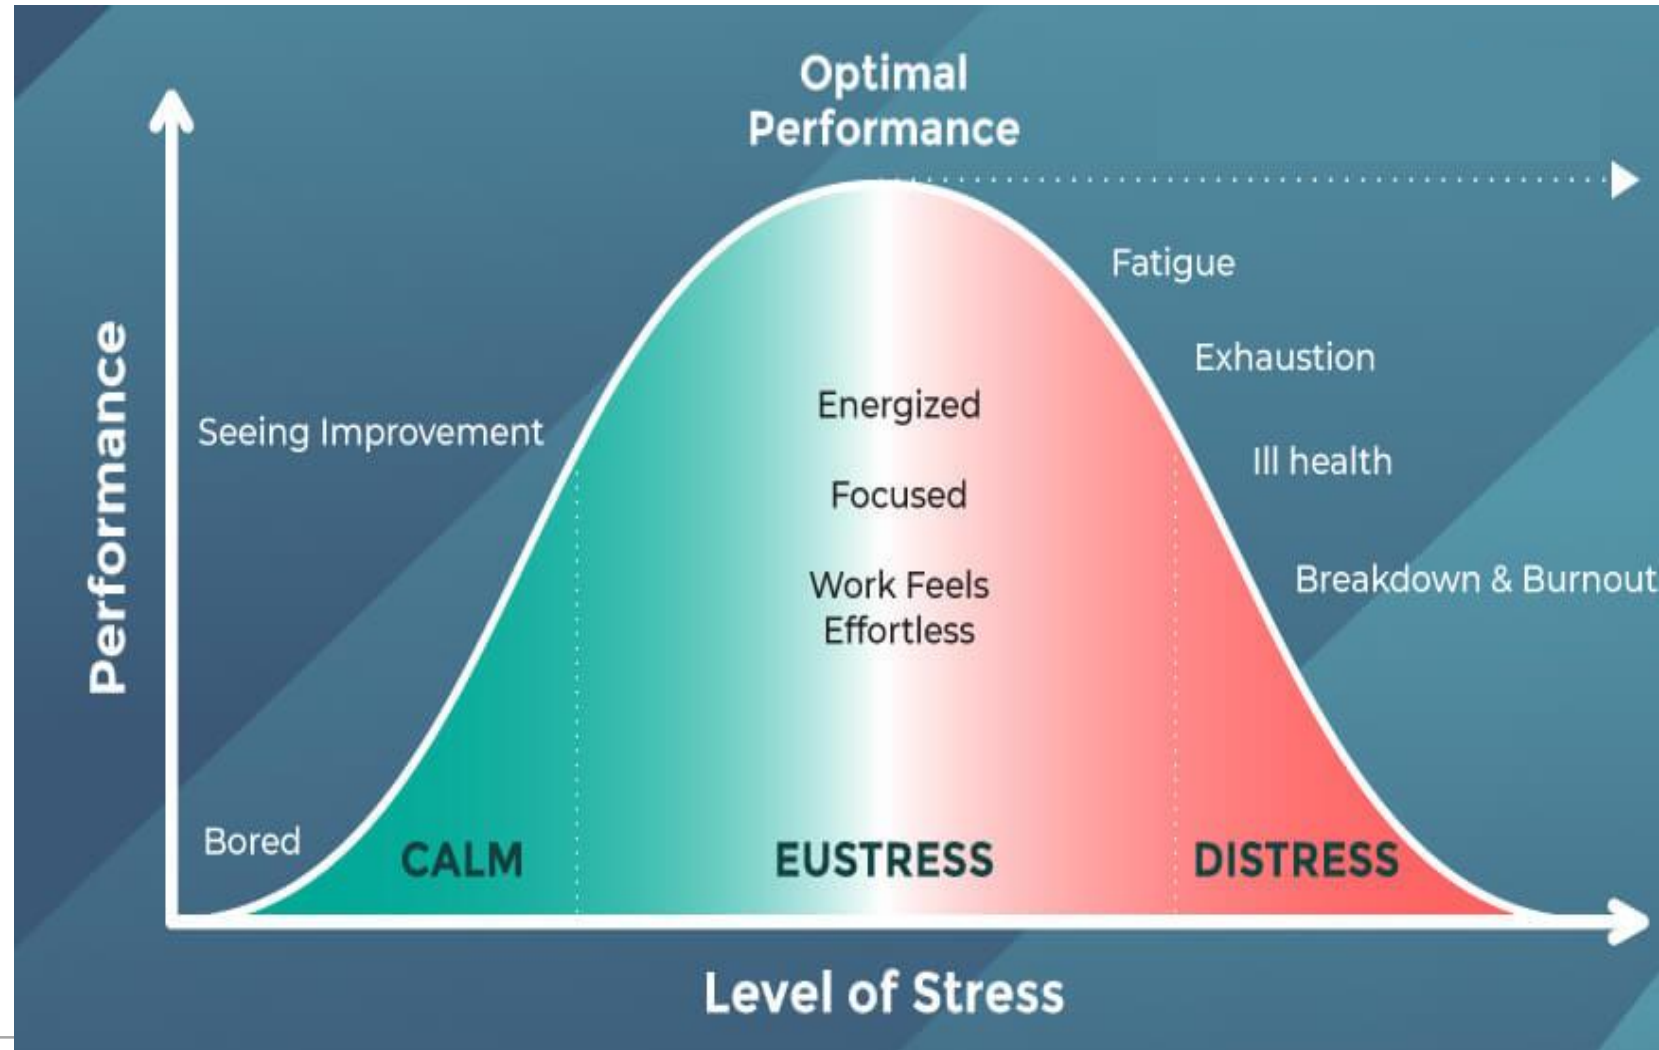 Optimal
Performance
Fatigue
Exhaustion
Energized
Seeing Improvement
Ill health
Focused
Work Feels
Effortless
Breakdown & Burnout
Performance
Bored
CALM
EUSTRESS
DISTRESS
Level of Stress